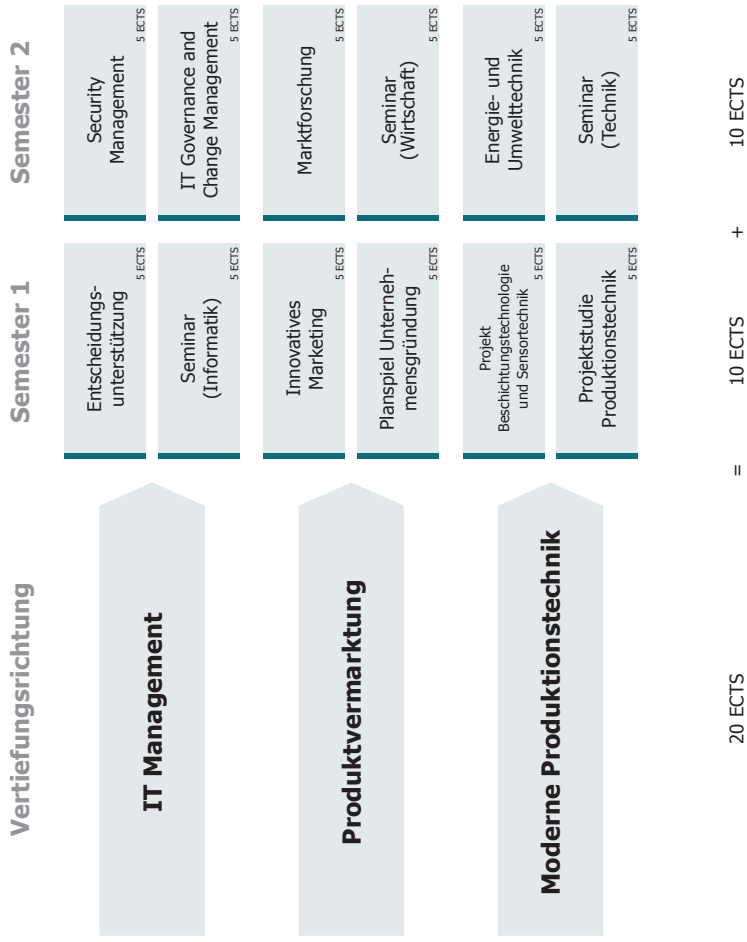 Vertiefungsrichtung
Semester 1
Semester 2
IT Management
Entscheidungs-
unterstützung
5 ECTS
Security
Management
5 ECTS
Seminar
(Informatik)
5 ECTS
IT Governance and
Change Management
5 ECTS
Produktvermarktung
Innovatives
Marketing
5 ECTS
Marktforschung
5 ECTS
Planspiel Unterneh-
mensgründung
5 ECTS
Seminar
(Wirtschaft)
5 ECTS
Moderne Produktionstechnik
Projekt
Beschichtungstechnologie
und Sensortechnik
5 ECTS
Energie- und
Umwelttechnik
5 ECTS
Projektstudie
Produktionstechnik
5 ECTS
Seminar
(Technik)
5 ECTS
20 ECTS = 10 ECTS + 10 ECTS